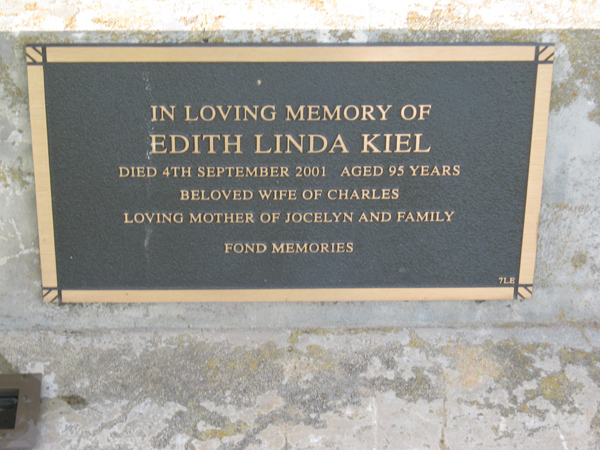 IN LOVING MEMORY OF
EDITH LINDA KIEL
DIED 4TH SEPTEMBER 2001 AGED 95 YEARS
BELOVED WIFE OF CHARLES
LOVING MOTHER OF JOCELYN AND FAMILY
FOND MEMORIES
7LE